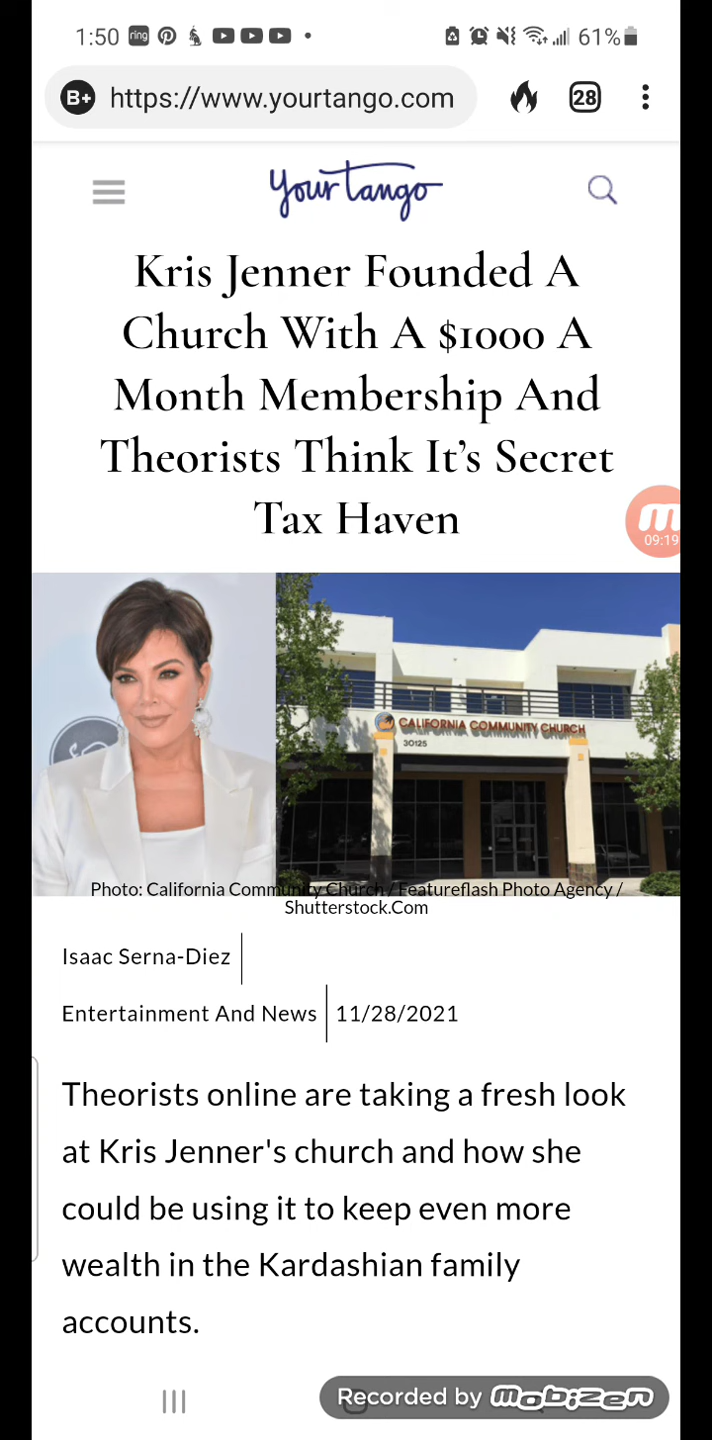 1:50 ring 61%
B+ https://www.yourtango.com 28
YourTango
Kris Jenner Founded A
Church With A $1000 A
Month Membership And
Theorists Think It's Secret
Tax Haven
m
09:19
CALIFORNIA COMMUNITY CHURCH
30125
Photo: California Community Church / Featureflash Photo Agency /
Shutterstock.Com
Isaac Serna-Diez
Entertainment And News 11/28/2021
Theorists online are taking a fresh look
at Kris Jenner's church and how she
could be using it to keep even more
wealth in the Kardashian family
accounts.
Recorded by mobizen